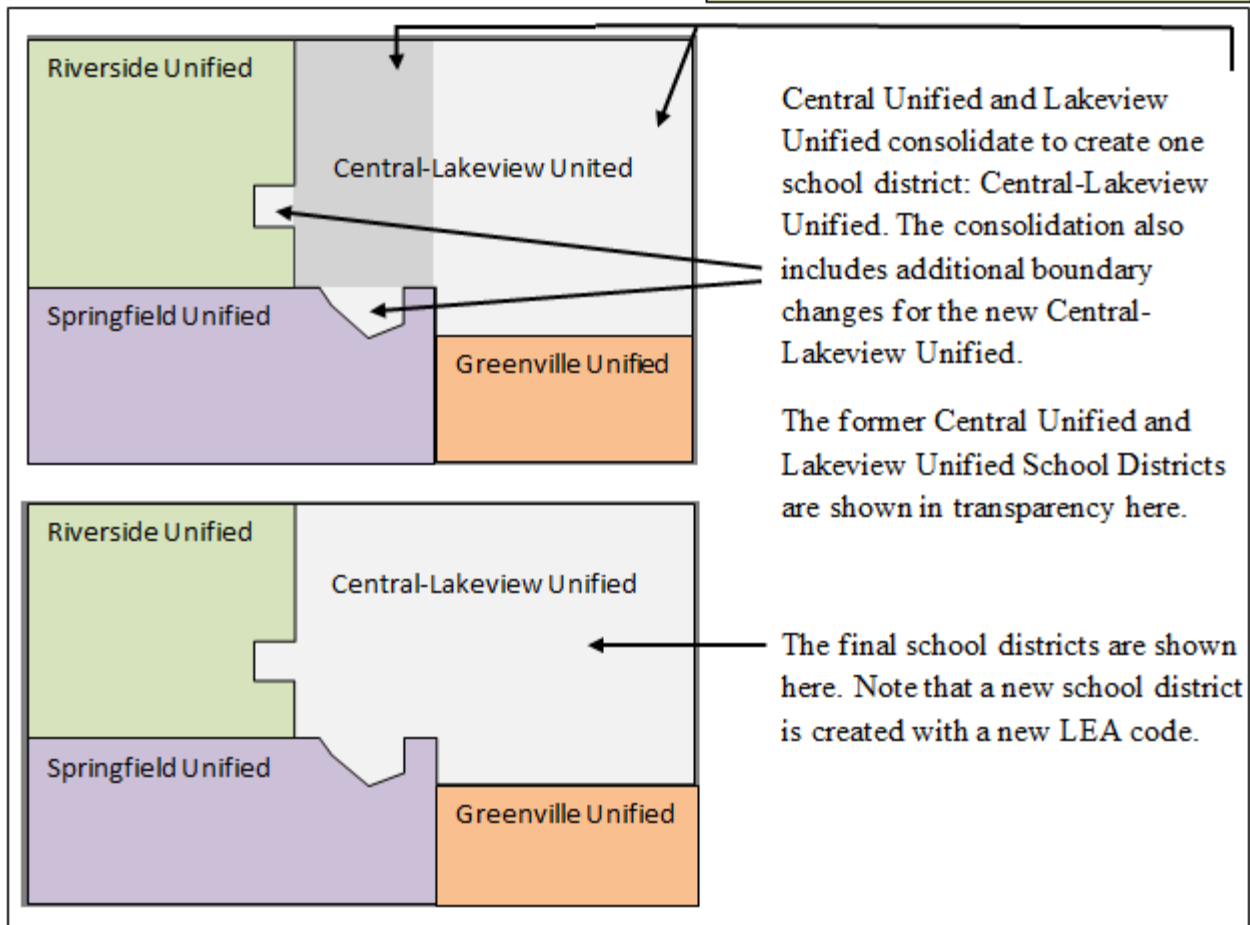 Riverside Unified
Central-Lakeview United
Springfield Unified
Greenville Unified
Central Unified and Lakeview
Unified consolidate to create one
school district: Central-Lakeview
Unified. The consolidation also
includes additional boundary
changes for the new Central-
Lakeview Unified.
The former Central Unified and
Lakeview Unified School Districts
are shown in transparency here.
Riverside Unified
Central-Lakeview Unified
Springfield Unified
Greenville Unified
The final school districts are shown
here. Note that a new school district
is created with a new LEA code.